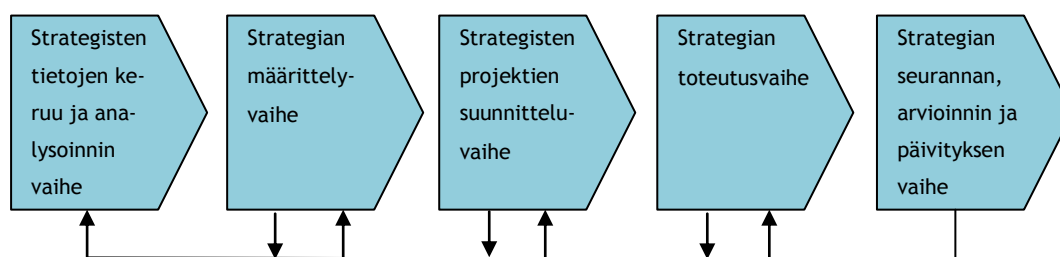 Strategisten
tietojen ke-
ruu ja ana-
lysoinnin
vaihe
Strategian
määrittely-
vaihe
Strategisten
projektien
suunnittelu-
vaihe
Strategian
toteutusvaihe
Strategian
seurannan,
arvioinnin ja
päivityksen
vaihe